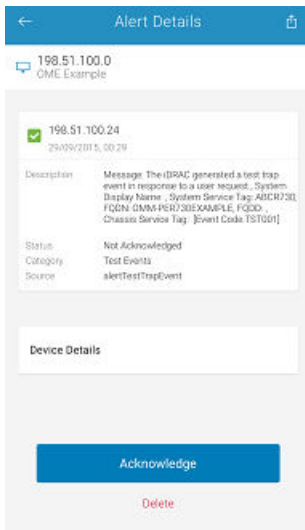 Alert Details
198.51.100.0
OME Example
198.51.100.24
29/09/2015, 00:29
Description
Message: The iDRAC generated a test trap
event in response to a user request., System
Display Name: , System Service Tag: ABCR730,
FQDN: OMM-PER730EXAMPLE, FQDD: ,
Chassis Service Tag: [Event Code:TST001]
Status Not Acknowledged
Category Test Events
Source alertTestTrapEvent
Device Details
Acknowledge
Delete